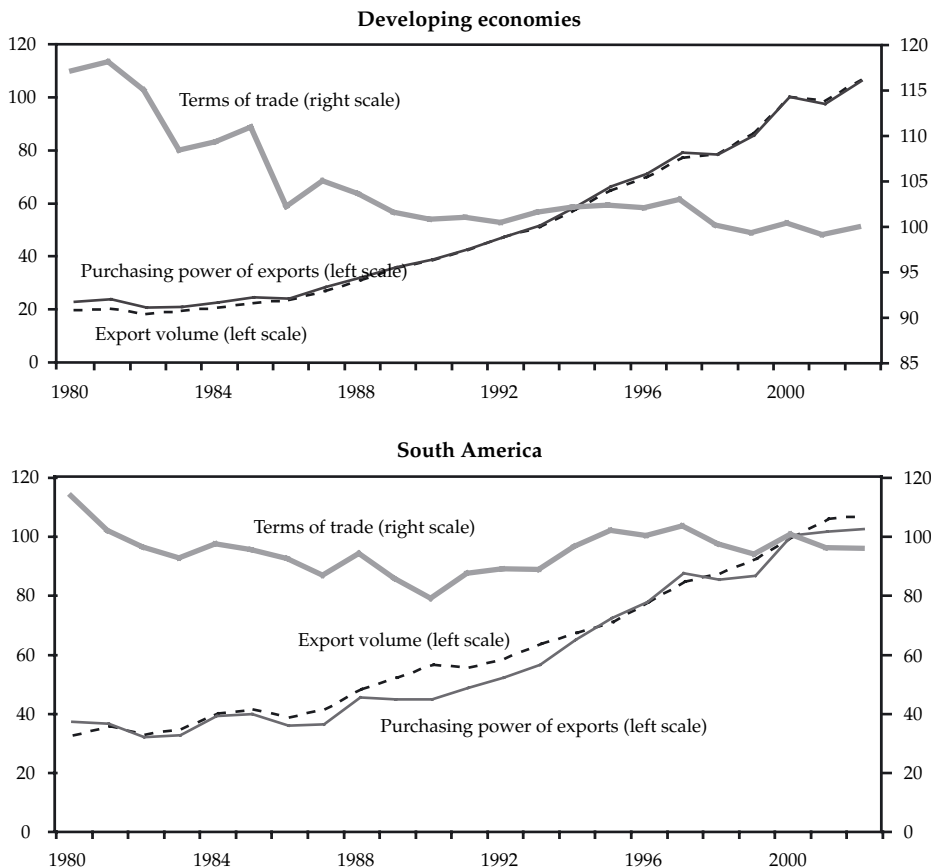 Developing economies
120 120
100 115
80 110
60 105
40 100
20 95
0 90
85
Terms of trade (right scale)
Purchasing power of exports (left scale)
Export volume (left scale)
1980 1984 1988 1992 1996 2000
South America
120 120
100 100
80 80
60 60
40 40
20 20
0 0
Terms of trade (right scale)
Export volume (left scale)
Purchasing power of exports (left scale)
1980 1984 1988 1992 1996 2000